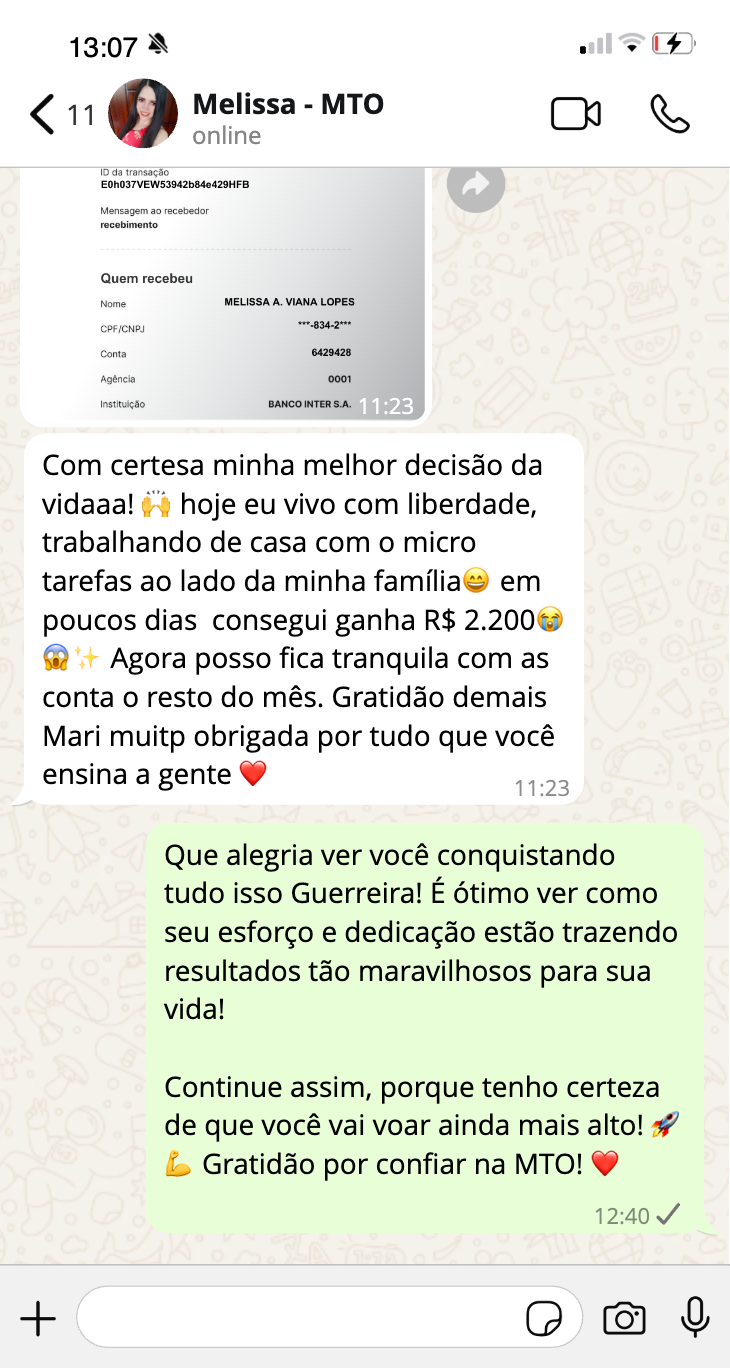 13:07
11
Melissa - MTO
online
ID da transação
E0h037VEW53942b84e429HFB
Mensagem ao recebedor
recebimento
Quem recebeu
Nome MELISSA A. VIANA LOPES
CPF/CNPJ ***-834-2***
Conta 6429428
Agência 0001
Instituição BANCO INTER S.A.
11:23
Com certesa minha melhor decisão da
vidaaa! 🙌 hoje eu vivo com liberdade,
trabalhando de casa com o micro
tarefas ao lado da minha família😄 em
poucos dias  consegui ganha R$ 2.200😭
😱✨ Agora posso fica tranquila com as
conta o resto do mês. Gratidão demais
Mari muitp obrigada por tudo que você
ensina a gente ❤️
11:23
Que alegria ver você conquistando
tudo isso Guerreira! É ótimo ver como
seu esforço e dedicação estão trazendo
resultados tão maravilhosos para sua
vida!
Continue assim, porque tenho certeza
de que você vai voar ainda mais alto! 🚀
💪 Gratidão por confiar na MTO! ❤️
12:40